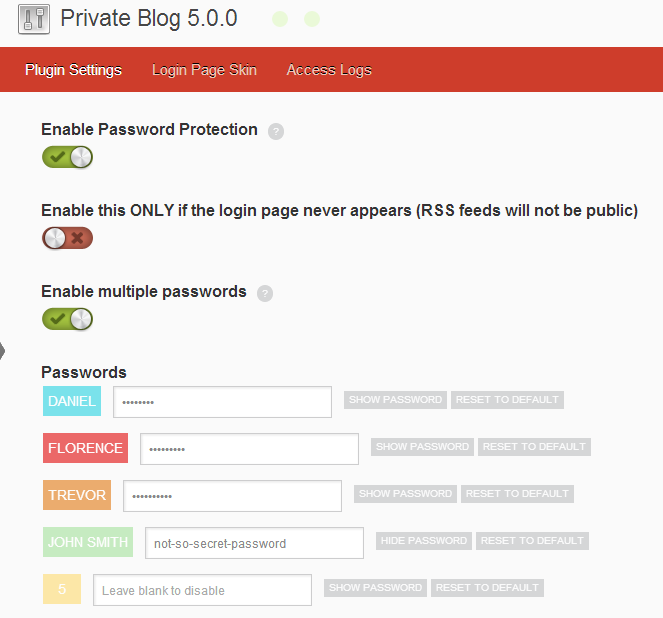 Private Blog 5.0.0
Plugin Settings Login Page Skin Access Logs
Enable Password Protection ?
Enable this ONLY if the login page never appears (RSS feeds will not be public)
Enable multiple passwords ?
Passwords
DANIEL •••••••• SHOW PASSWORD RESET TO DEFAULT
FLORENCE ••••••••• SHOW PASSWORD RESET TO DEFAULT
TREVOR •••••••••• SHOW PASSWORD RESET TO DEFAULT
JOHN SMITH not-so-secret-password HIDE PASSWORD RESET TO DEFAULT
5 Leave blank to disable SHOW PASSWORD RESET TO DEFAULT